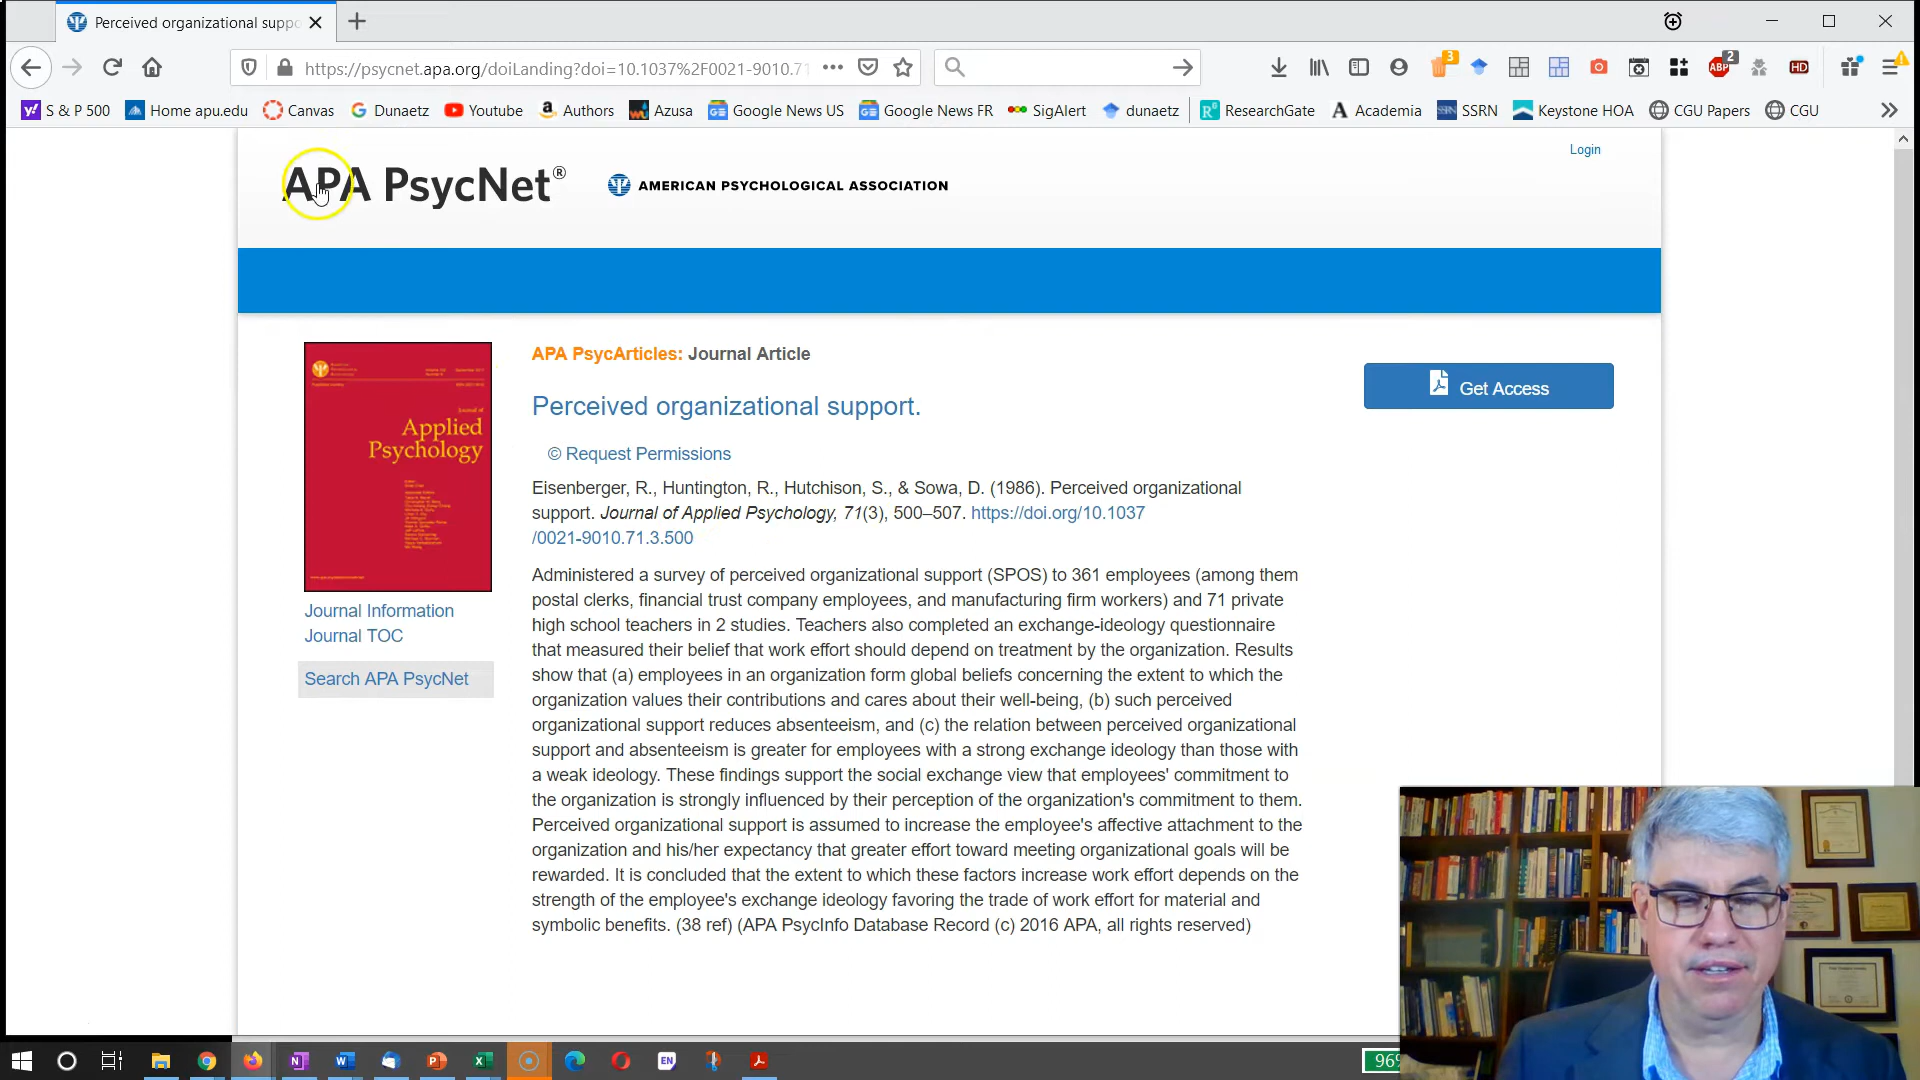 Perceived organizational suppo
https://psycnet.apa.org/doiLanding?doi=10.1037%2F0021-9010.71
3
ABP
2
HD
S & P 500
Home apu.edu
Canvas
Dunaetz
Youtube
Authors
Azusa
Google News US
Google News FR
SigAlert
dunaetz
ResearchGate
Academia
SSRN
Keystone HOA
CGU Papers
CGU
Login
APA PsycNet®
AMERICAN PSYCHOLOGICAL ASSOCIATION
APA PsycArticles: Journal Article
Get Access
Perceived organizational support.
© Request Permissions
Journal of
Applied
Psychology
Eisenberger, R., Huntington, R., Hutchison, S., & Sowa, D. (1986). Perceived organizational
support. Journal of Applied Psychology, 71(3), 500–507. https://doi.org/10.1037
/0021-9010.71.3.500
Journal Information
Journal TOC
Search APA PsycNet
Administered a survey of perceived organizational support (SPOS) to 361 employees (among them
postal clerks, financial trust company employees, and manufacturing firm workers) and 71 private
high school teachers in 2 studies. Teachers also completed an exchange-ideology questionnaire
that measured their belief that work effort should depend on treatment by the organization. Results
show that (a) employees in an organization form global beliefs concerning the extent to which the
organization values their contributions and cares about their well-being, (b) such perceived
organizational support reduces absenteeism, and (c) the relation between perceived organizational
support and absenteeism is greater for employees with a strong exchange ideology than those with
a weak ideology. These findings support the social exchange view that employees' commitment to
the organization is strongly influenced by their perception of the organization's commitment to them.
Perceived organizational support is assumed to increase the employee's affective attachment to the
organization and his/her expectancy that greater effort toward meeting organizational goals will be
rewarded. It is concluded that the extent to which these factors increase work effort depends on the
strength of the employee's exchange ideology favoring the trade of work effort for material and
symbolic benefits. (38 ref) (APA PsycInfo Database Record (c) 2016 APA, all rights reserved)
EN
96%